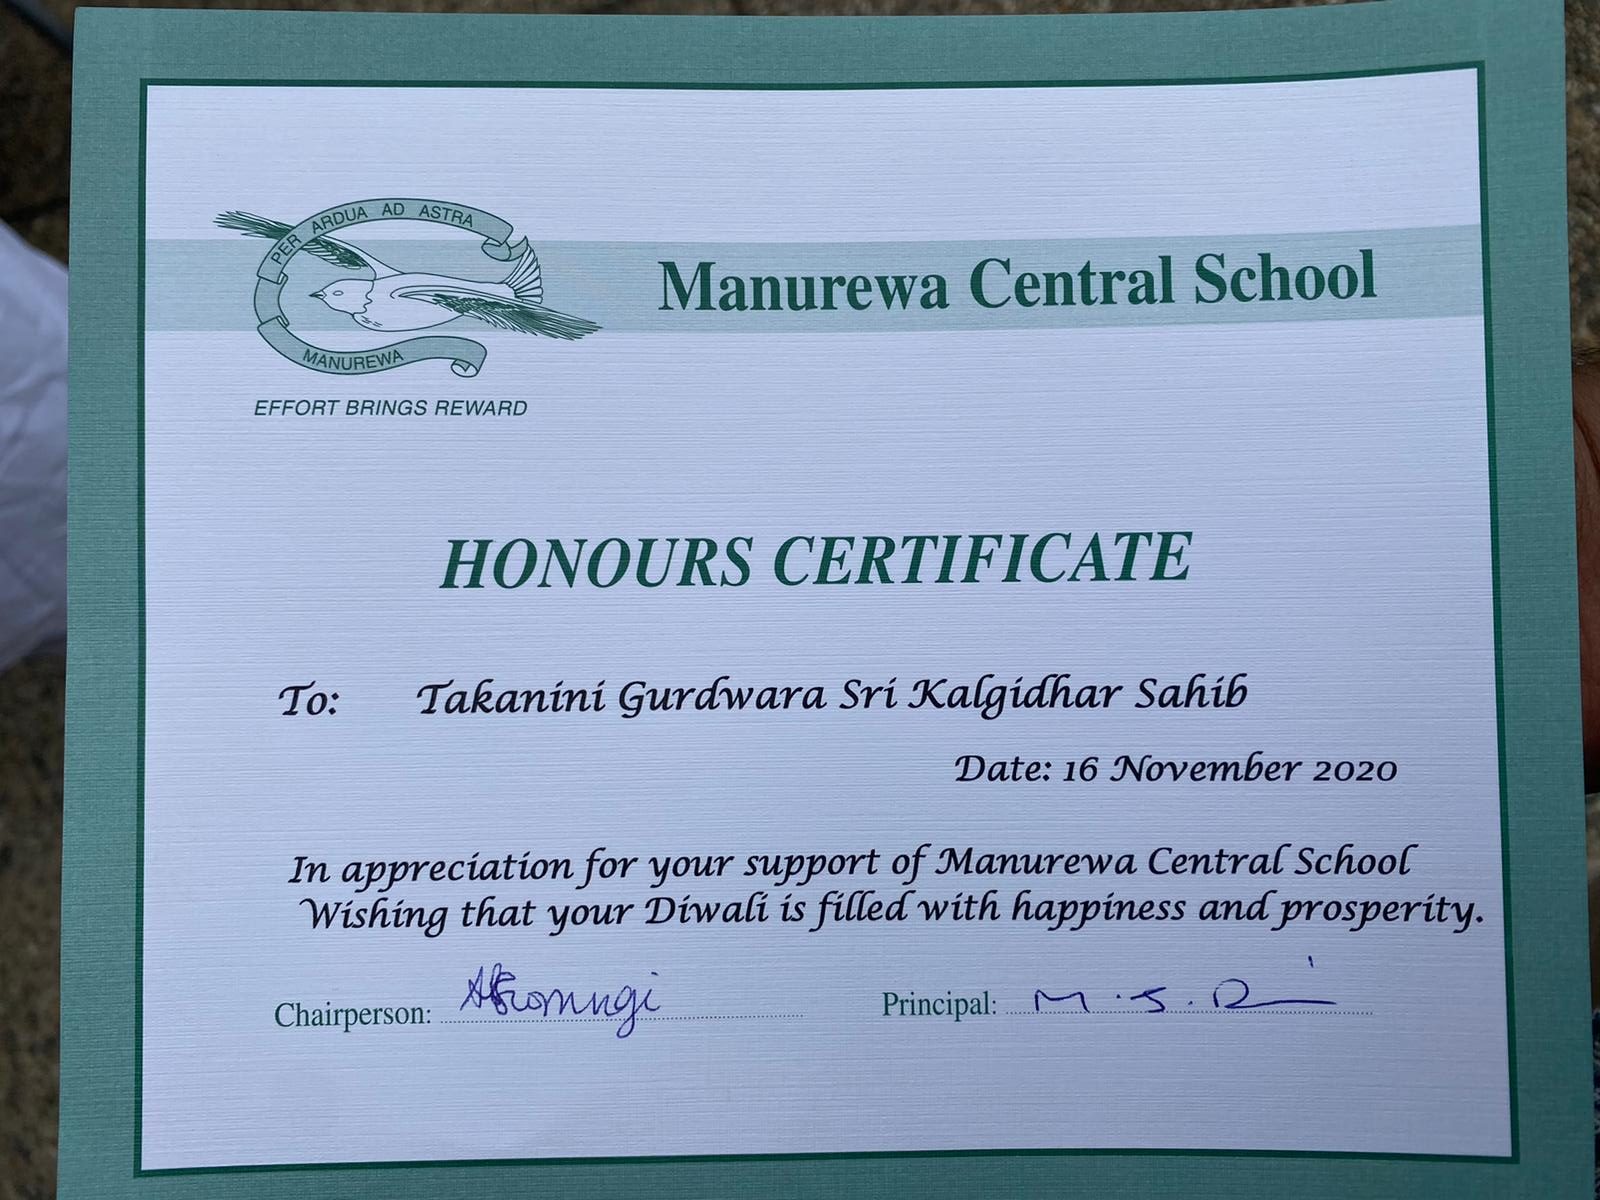 PER ARDUA AD ASTRA
MANUREWA
EFFORT BRINGS REWARD
Manurewa Central School
HONOURS CERTIFICATE
To: Takanini Gurdwara Sri Kalgidhar Sahib
Date: 16 November 2020
In appreciation for your support of Manurewa Central School
Wishing that your Diwali is filled with happiness and prosperity.
Chairperson: Principal: